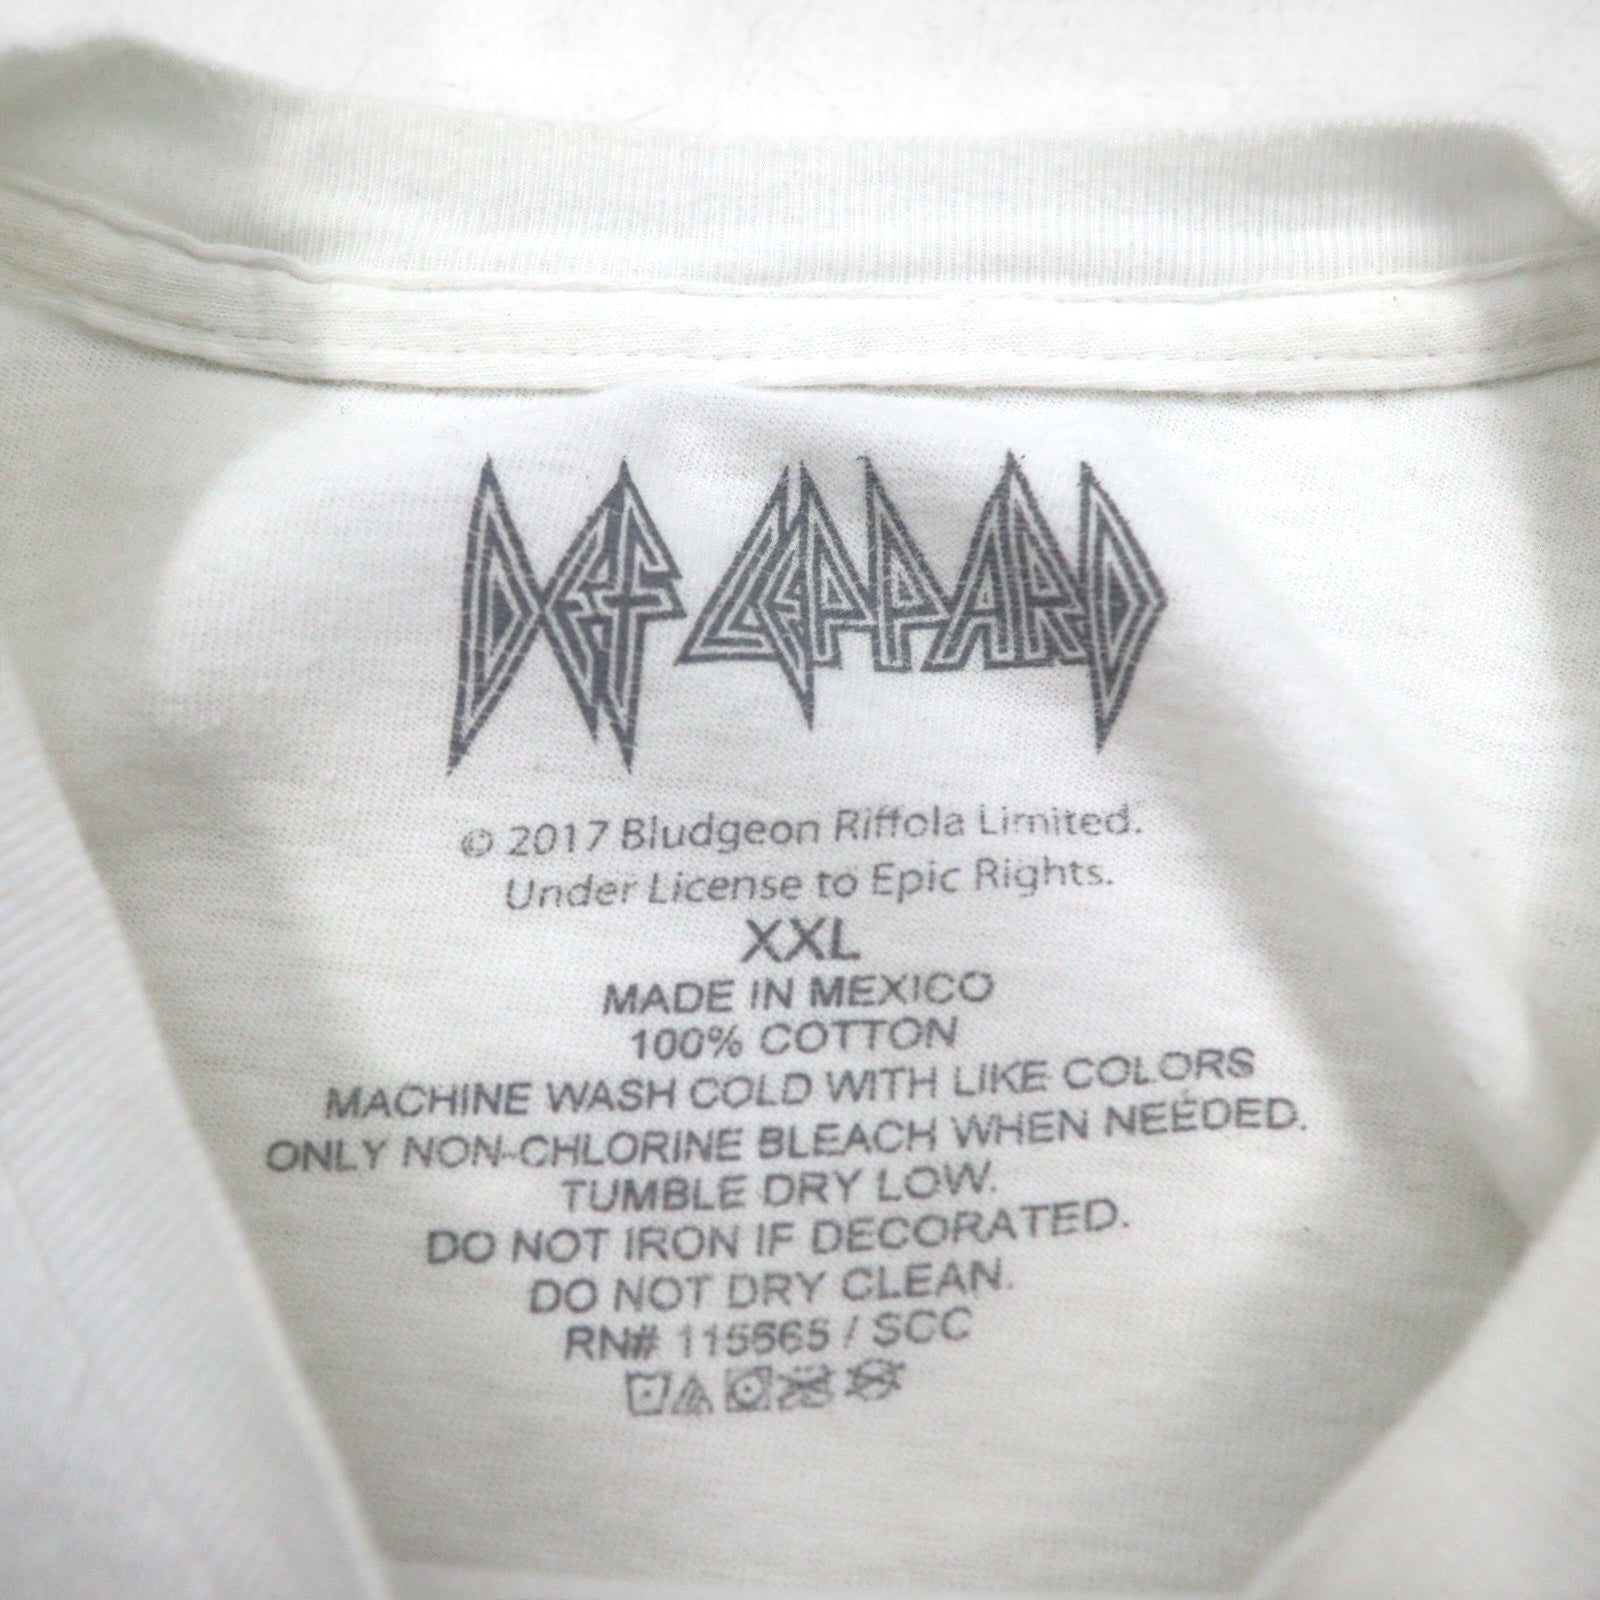 DEF LEPPARD
© 2017 Bludgeon Riffola Limited.
Under License to Epic Rights.
XXL
MADE IN MEXICO
100% COTTON
MACHINE WASH COLD WITH LIKE COLORS
ONLY NON-CHLORINE BLEACH WHEN NEEDED.
TUMBLE DRY LOW.
DO NOT IRON IF DECORATED.
DO NOT DRY CLEAN.
RN# 115665 / SCC